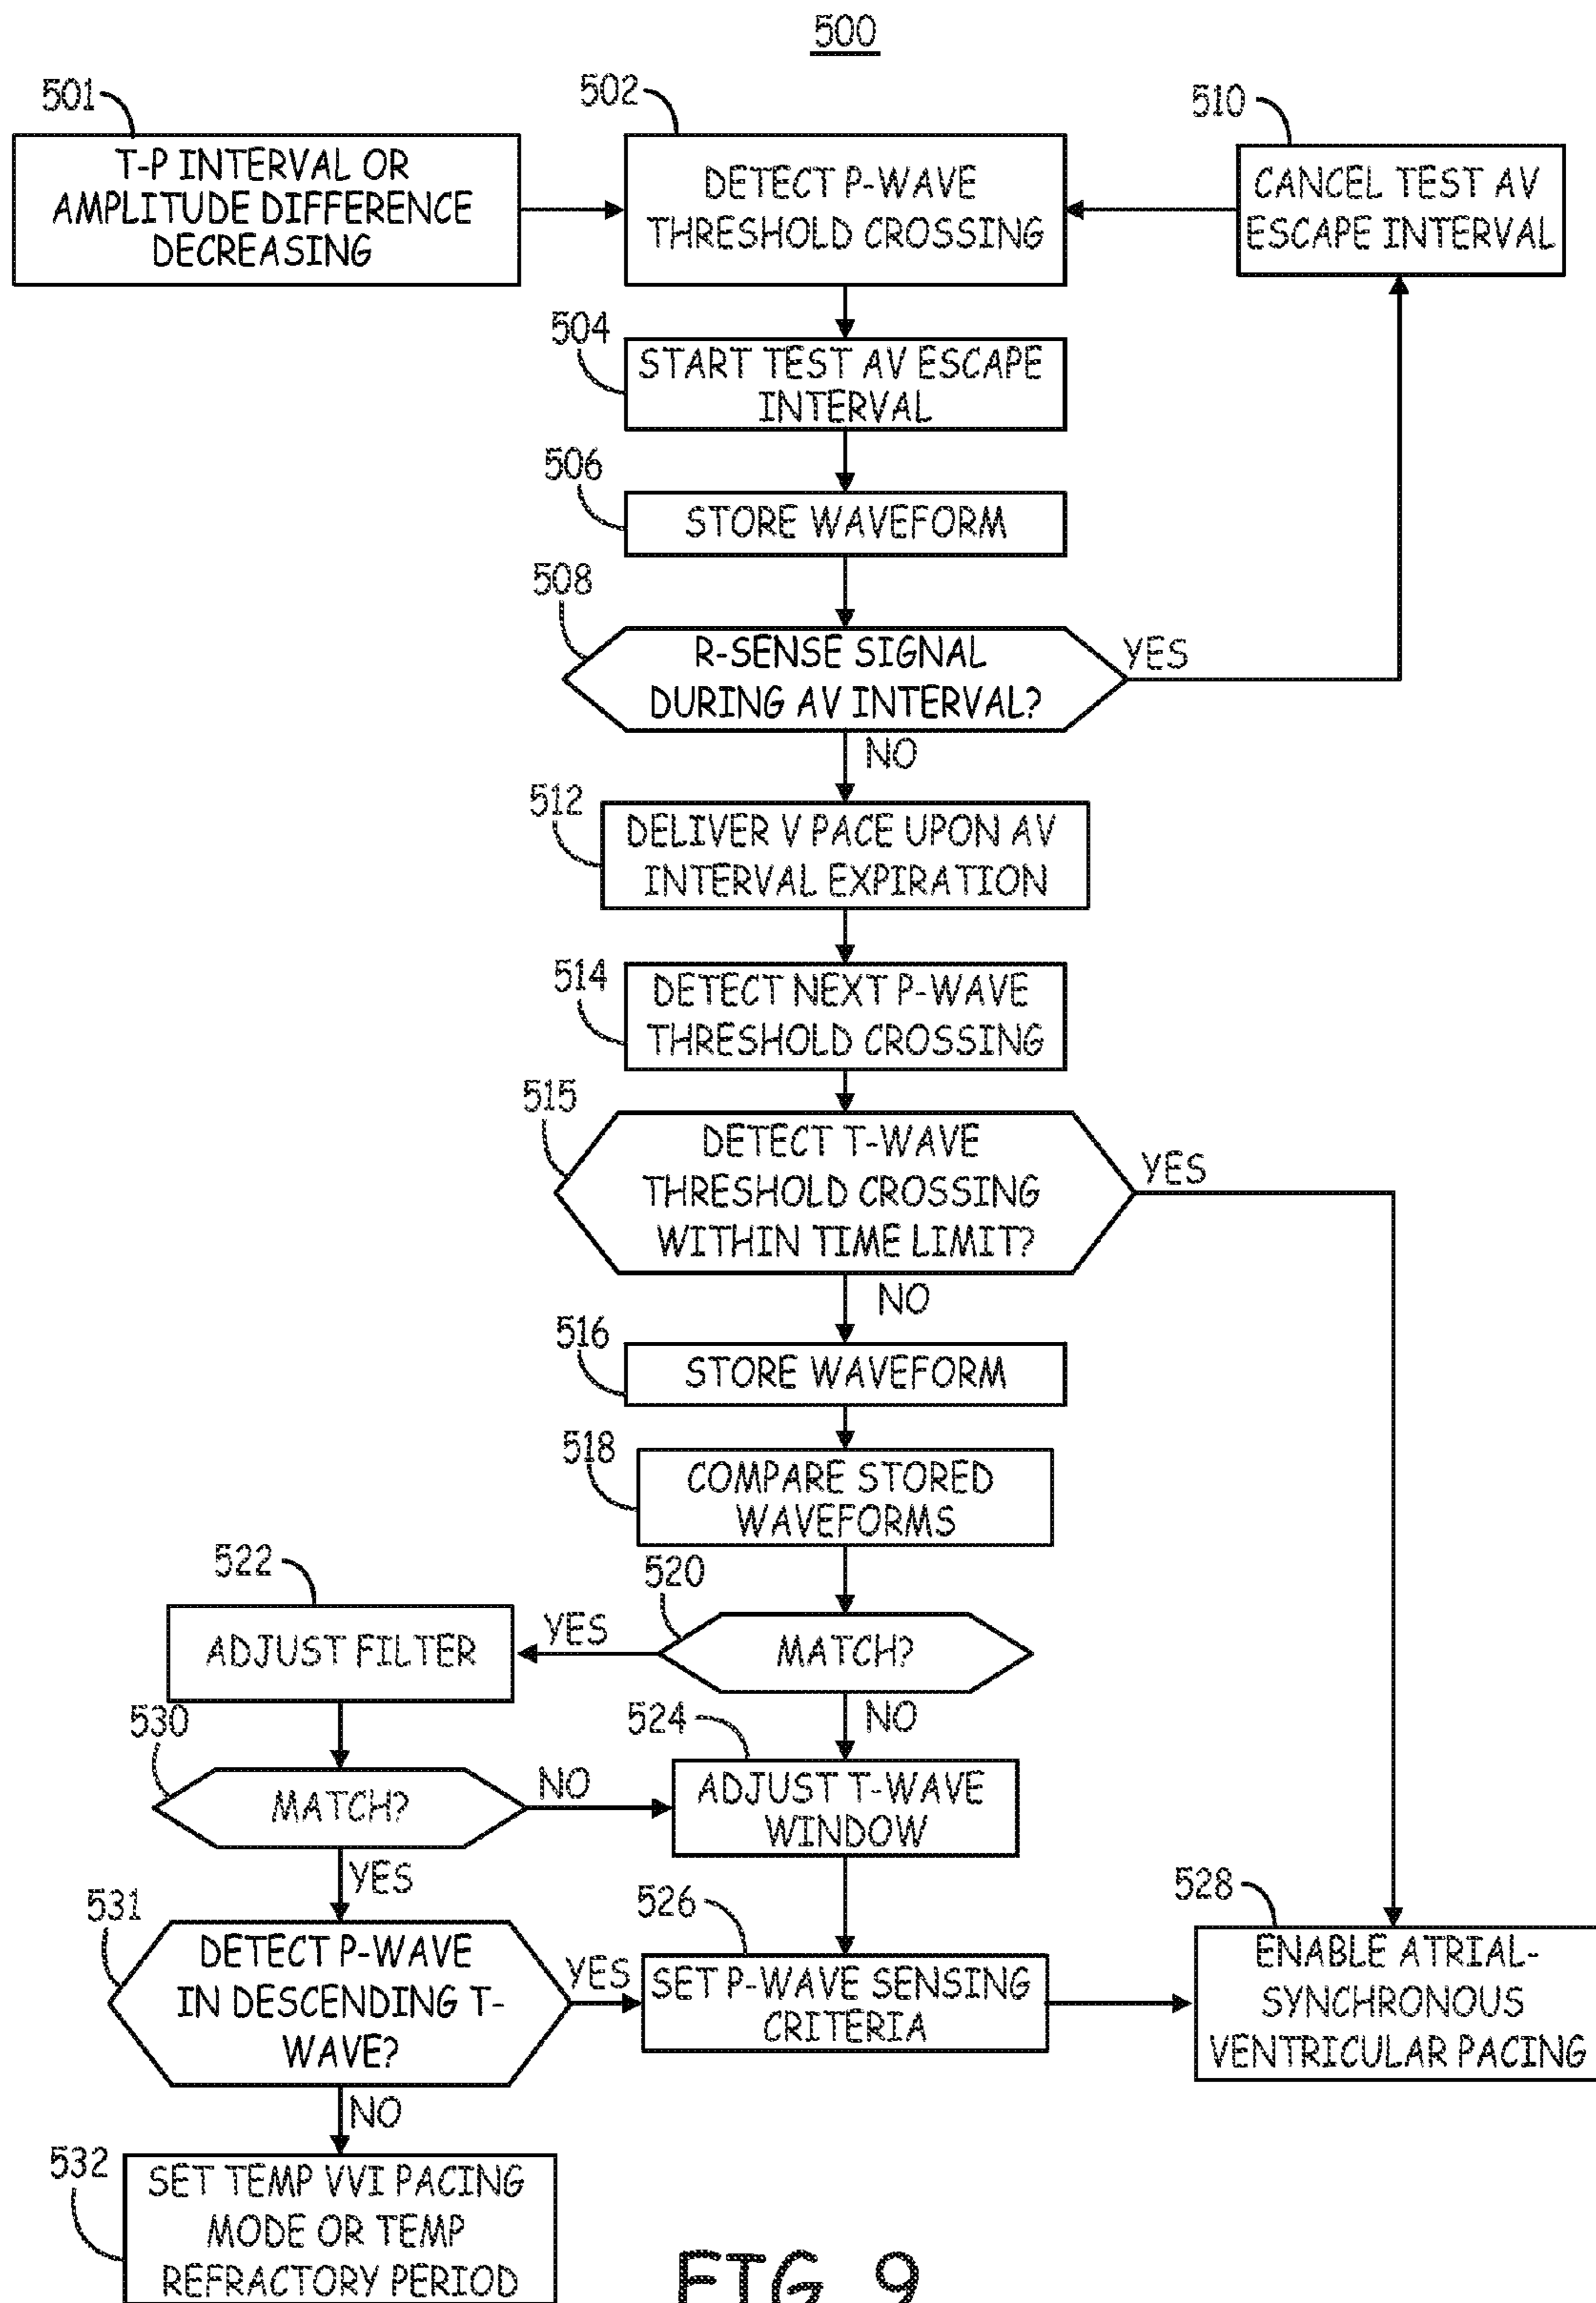 500
501
T-P INTERVAL OR
AMPLITUDE DIFFERENCE
DECREASING
502
DETECT P-WAVE
THRESHOLD CROSSING
510
CANCEL TEST AV
ESCAPE INTERVAL
504
START TEST AV ESCAPE
INTERVAL
506
STORE WAVEFORM
508
R-SENSE SIGNAL
DURING AV INTERVAL?
YES
NO
512
DELIVER V PACE UPON AV
INTERVAL EXPIRATION
514
DETECT NEXT P-WAVE
THRESHOLD CROSSING
515
DETECT T-WAVE
THRESHOLD CROSSING
WITHIN TIME LIMIT?
YES
NO
516
STORE WAVEFORM
518
COMPARE STORED
WAVEFORMS
520
MATCH?
YES
NO
522
ADJUST FILTER
530
MATCH?
NO
YES
524
ADJUST T-WAVE
WINDOW
531
DETECT P-WAVE
IN DESCENDING T-
WAVE?
YES
NO
526
SET P-WAVE SENSING
CRITERIA
528
ENABLE ATRIAL-
SYNCHRONOUS
VENTRICULAR PACING
532
SET TEMP VVI PACING
MODE OR TEMP
REFRACTORY PERIOD
FIG. 9